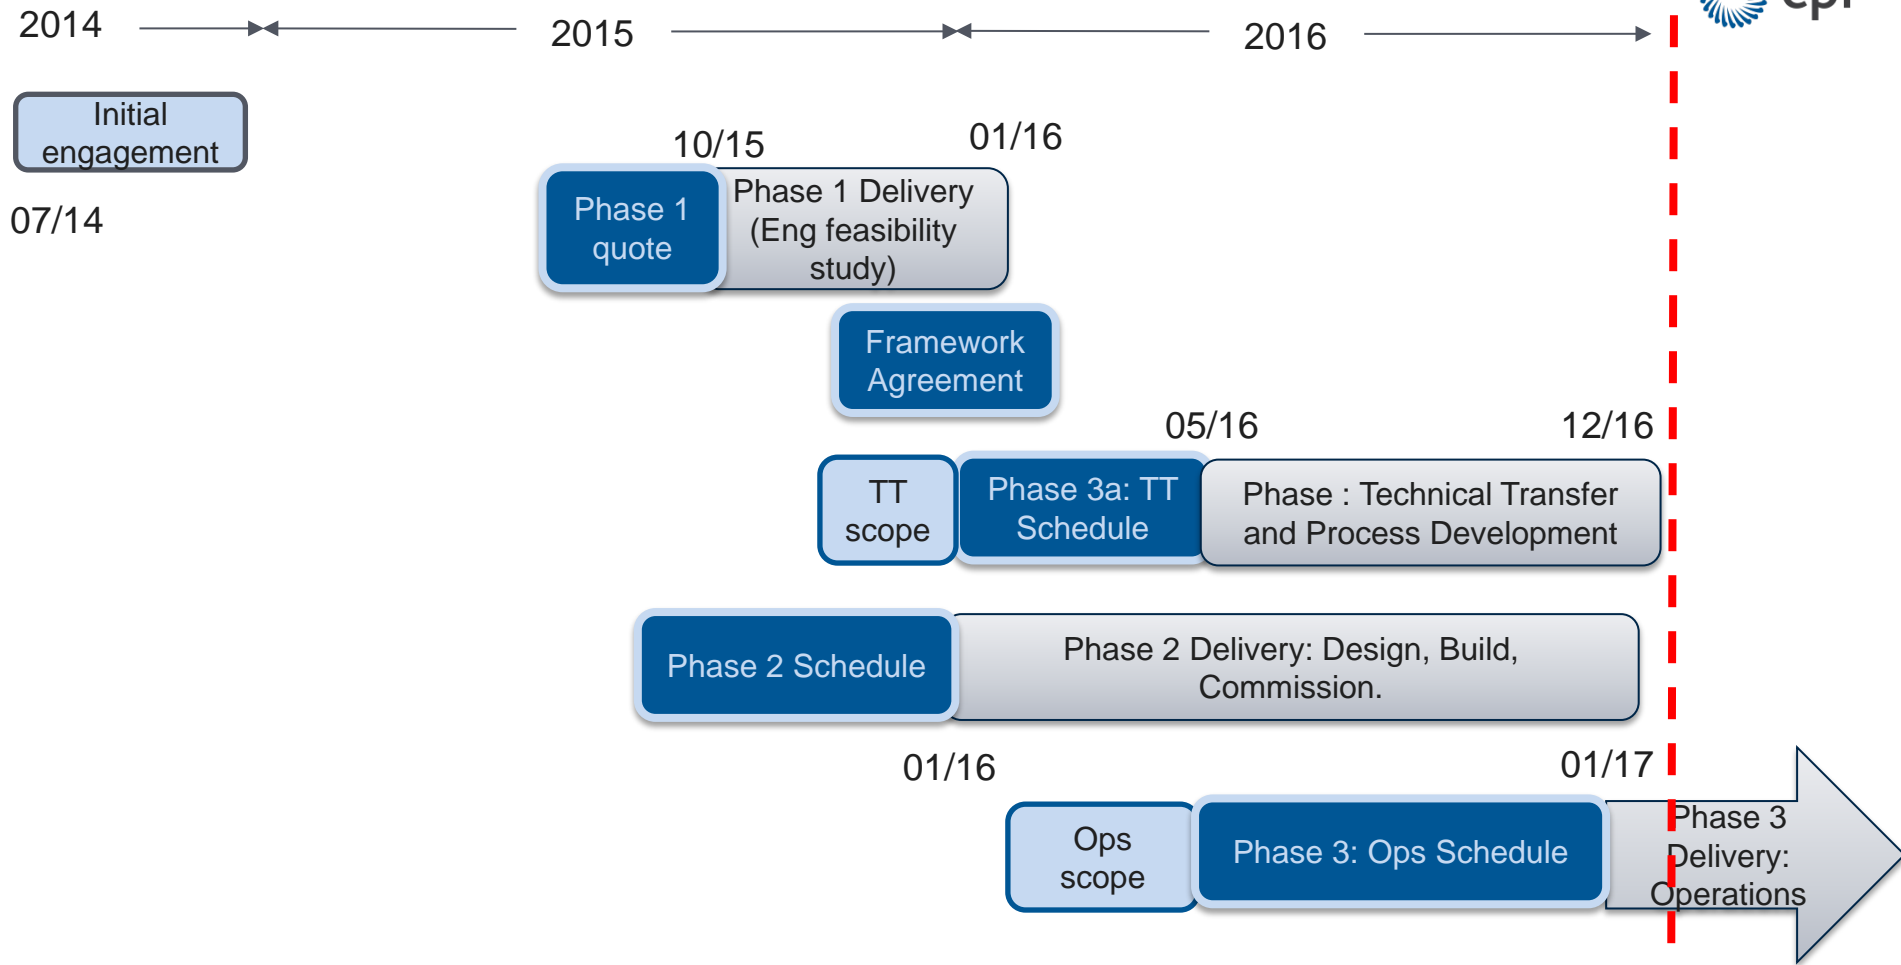 2014
2015
2016
Initial
engagement
07/14
10/15
01/16
Phase 1
quote
Phase 1 Delivery
(Eng feasibility
study)
Framework
Agreement
05/16
12/16
TT
scope
Phase 3a: TT
Schedule
Phase : Technical Transfer
and Process Development
Phase 2 Schedule
Phase 2 Delivery: Design, Build,
Commission.
01/16
01/17
Ops
scope
Phase 3: Ops Schedule
Phase 3
Delivery:
Operations